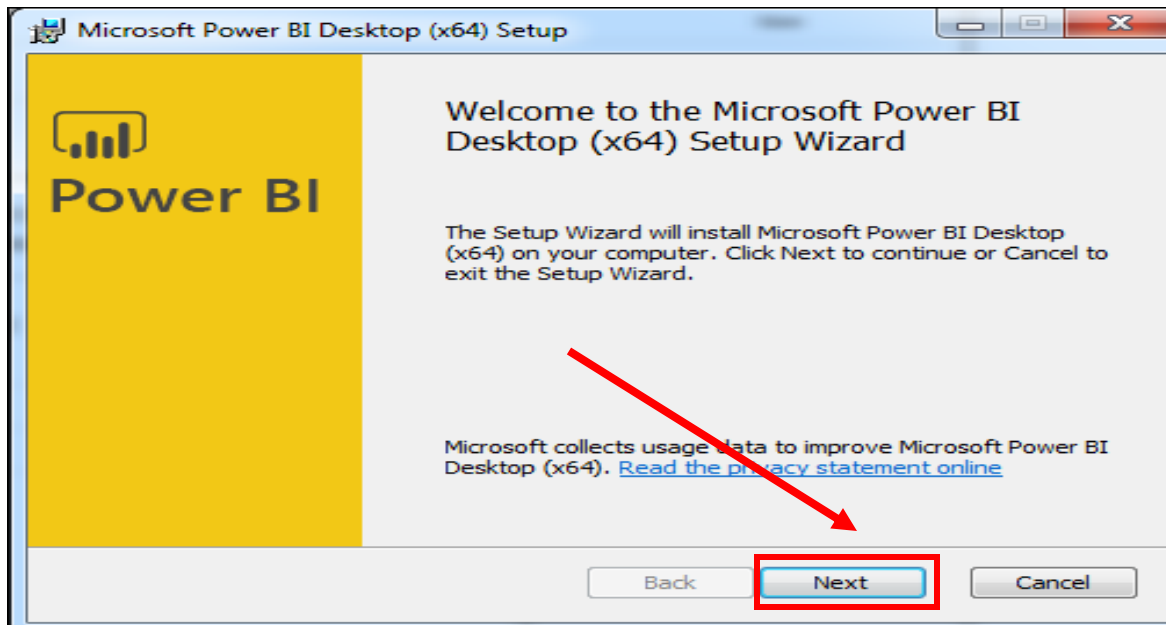 Microsoft Power BI Desktop (x64) Setup
Power BI
Welcome to the Microsoft Power BI
Desktop (x64) Setup Wizard
The Setup Wizard will install Microsoft Power BI Desktop
(x64) on your computer. Click Next to continue or Cancel to
exit the Setup Wizard.
Microsoft collects usage data to improve Microsoft Power BI
Desktop (x64). Read the privacy statement online
Back Next Cancel